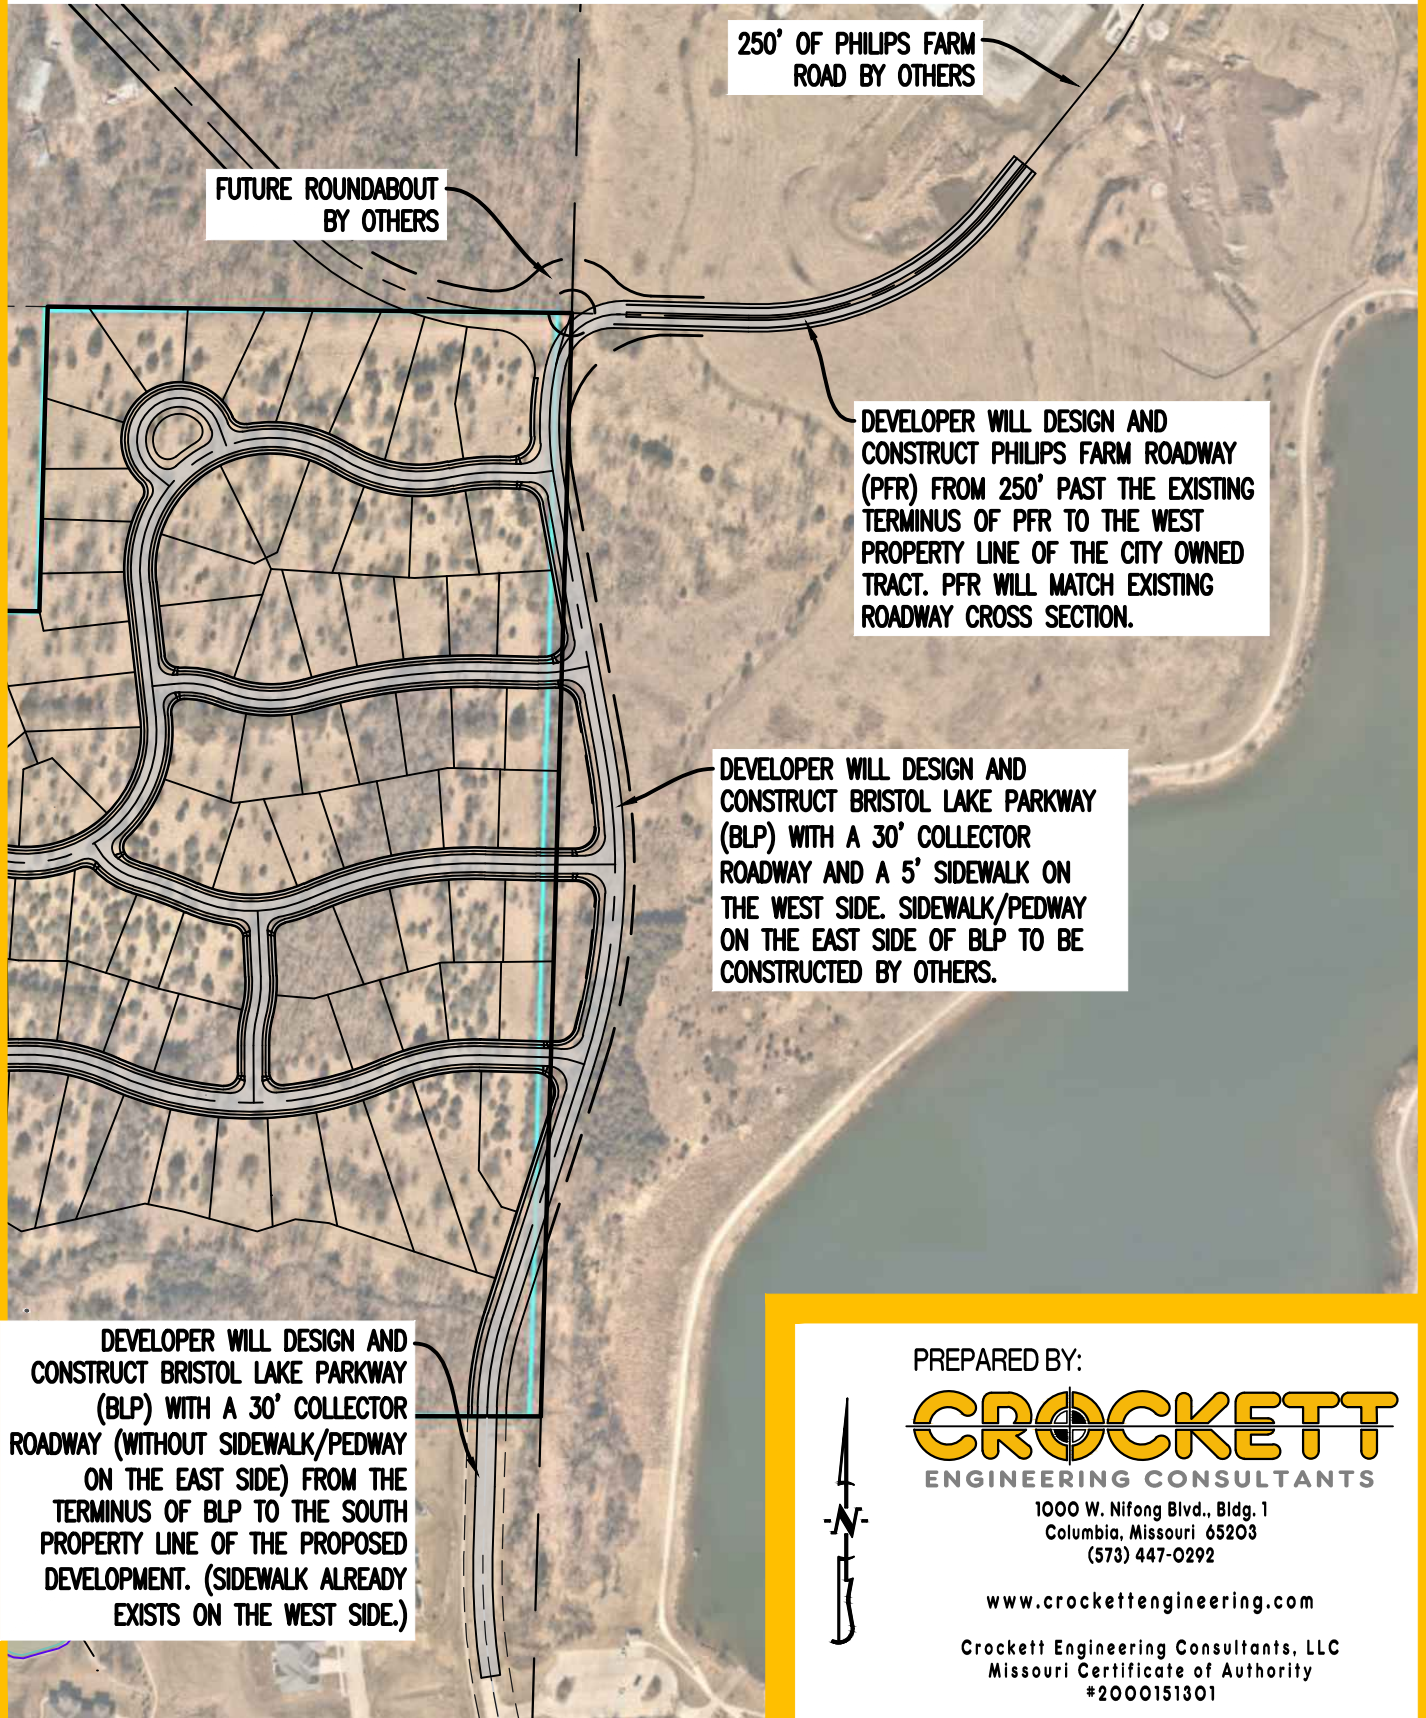 250' OF PHILIPS FARM
ROAD BY OTHERS
FUTURE ROUNDABOUT
BY OTHERS
DEVELOPER WILL DESIGN AND
CONSTRUCT PHILIPS FARM ROADWAY
(PFR) FROM 250' PAST THE EXISTING
TERMINUS OF PFR TO THE WEST
PROPERTY LINE OF THE CITY OWNED
TRACT. PFR WILL MATCH EXISTING
ROADWAY CROSS SECTION.
DEVELOPER WILL DESIGN AND
CONSTRUCT BRISTOL LAKE PARKWAY
(BLP) WITH A 30' COLLECTOR
ROADWAY AND A 5' SIDEWALK ON
THE WEST SIDE. SIDEWALK/PEDWAY
ON THE EAST SIDE OF BLP TO BE
CONSTRUCTED BY OTHERS.
DEVELOPER WILL DESIGN AND
CONSTRUCT BRISTOL LAKE PARKWAY
(BLP) WITH A 30' COLLECTOR
ROADWAY (WITHOUT SIDEWALK/PEDWAY
ON THE EAST SIDE) FROM THE
TERMINUS OF BLP TO THE SOUTH
PROPERTY LINE OF THE PROPOSED
DEVELOPMENT. (SIDEWALK ALREADY
EXISTS ON THE WEST SIDE.)
PREPARED BY:
CROCKETT
ENGINEERING CONSULTANTS
1000 W. Nifong Blvd., Bldg. 1
Columbia, Missouri 65203
(573) 447-0292
www.crockettengineering.com
Crockett Engineering Consultants, LLC
Missouri Certificate of Authority
#2000151301
N